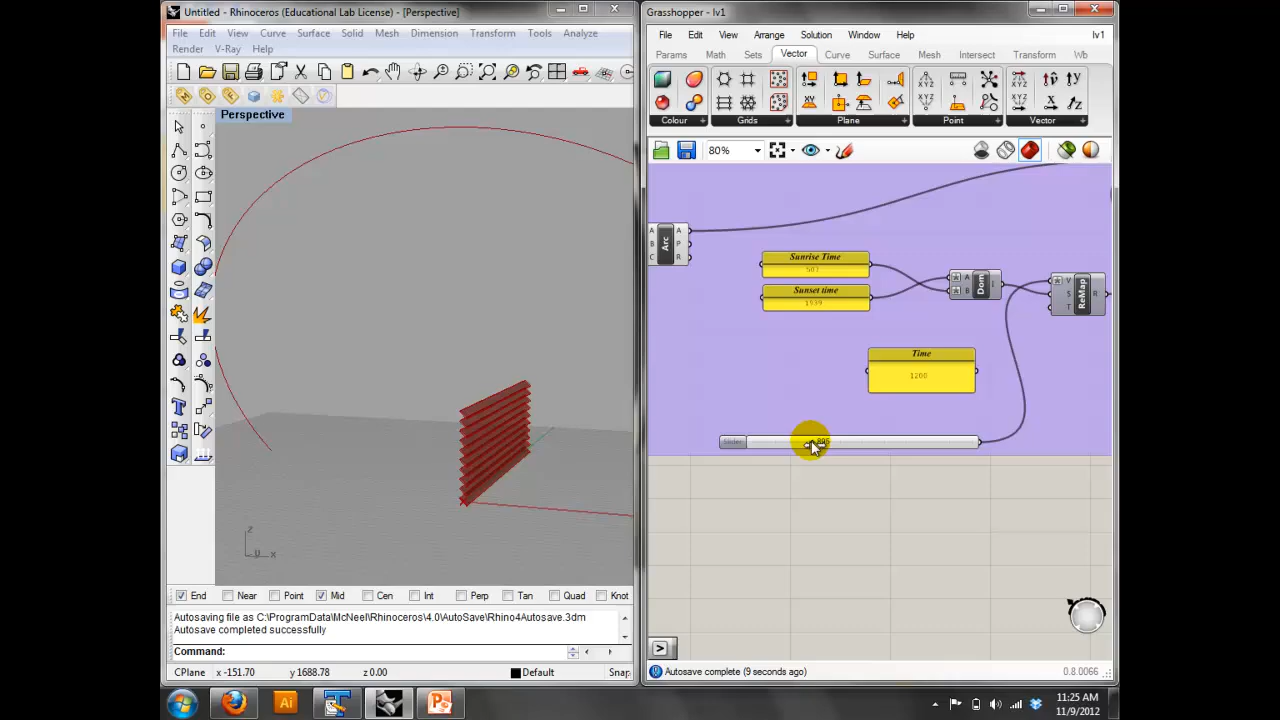 Untitled - Rhinoceros (Educational Lab License) - [Perspective]
File Edit View Curve Surface Solid Mesh Dimension Transform Tools Analyze
Render V-Ray Help
Perspective
z
y x
End Near Point Mid Cen Int Perp Tan Quad Knot
Autosaving file as C:\ProgramData\McNeel\Rhinoceros\4.0\AutoSave\Rhino4Autosave.3dm
Autosave completed successfully
Command:
CPlane x -151.70 y 1688.78 z 0.00 Default Snap
Grasshopper - lv1
File Edit View Arrange Solution Window Help lv1
Params Math Sets Vector Curve Surface Mesh Intersect Transform Wb
Colour Grids Plane Point Vector
80%
A B C Arc A P R
Sunrise Time
507
Sunset time
1939
A B Dom I
V S T ReMap R
Time
1200
Slider
Autosave complete (9 seconds ago) 0.8.0066
11:25 AM
11/9/2012